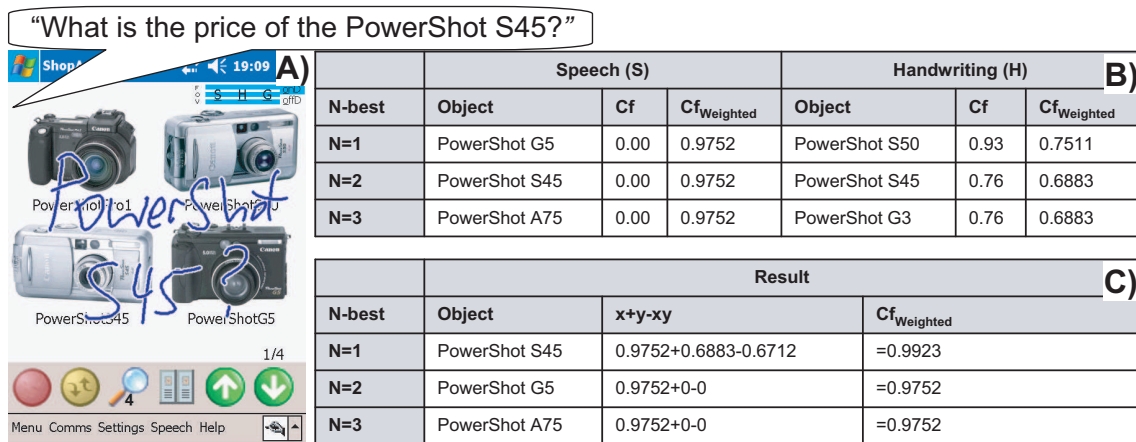 “What is the price of the PowerShot S45?”
A)
19:09
S H G onD
offD
PowerShot
S45?
PowerShotS45 PowerShotG5
1/4
4
Menu Comms Settings Speech Help
B)
Speech (S) Handwriting (H)
N-best Object Cf CfWeighted Object Cf CfWeighted
N=1 PowerShot G5 0.00 0.9752 PowerShot S50 0.93 0.7511
N=2 PowerShot S45 0.00 0.9752 PowerShot S45 0.76 0.6883
N=3 PowerShot A75 0.00 0.9752 PowerShot G3 0.76 0.6883
C)
Result
N-best Object x+y-xy CfWeighted
N=1 PowerShot S45 0.9752+0.6883-0.6712 =0.9923
N=2 PowerShot G5 0.9752+0-0 =0.9752
N=3 PowerShot A75 0.9752+0-0 =0.9752